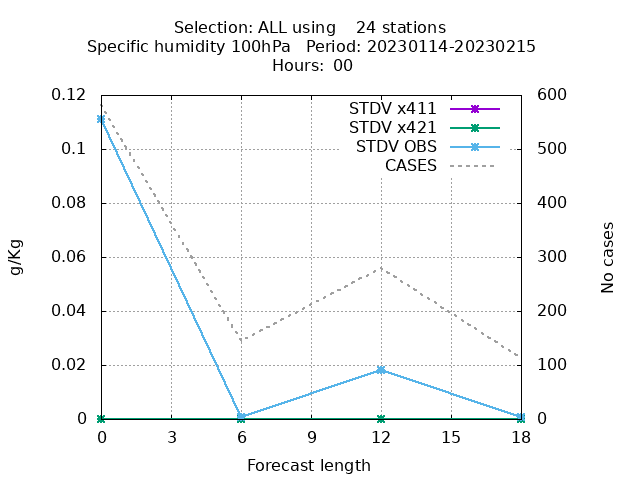 Selection: ALL using    24 stations
Specific humidity 100hPa   Period: 20230114-20230215
Hours:  00
0.12
0.1
0.08
0.06
0.04
0.02
0
g/Kg
STDV x411
STDV x421
STDV OBS
CASES
600
500
400
300
200
100
0
No cases
0 3 6 9 12 15 18
Forecast length